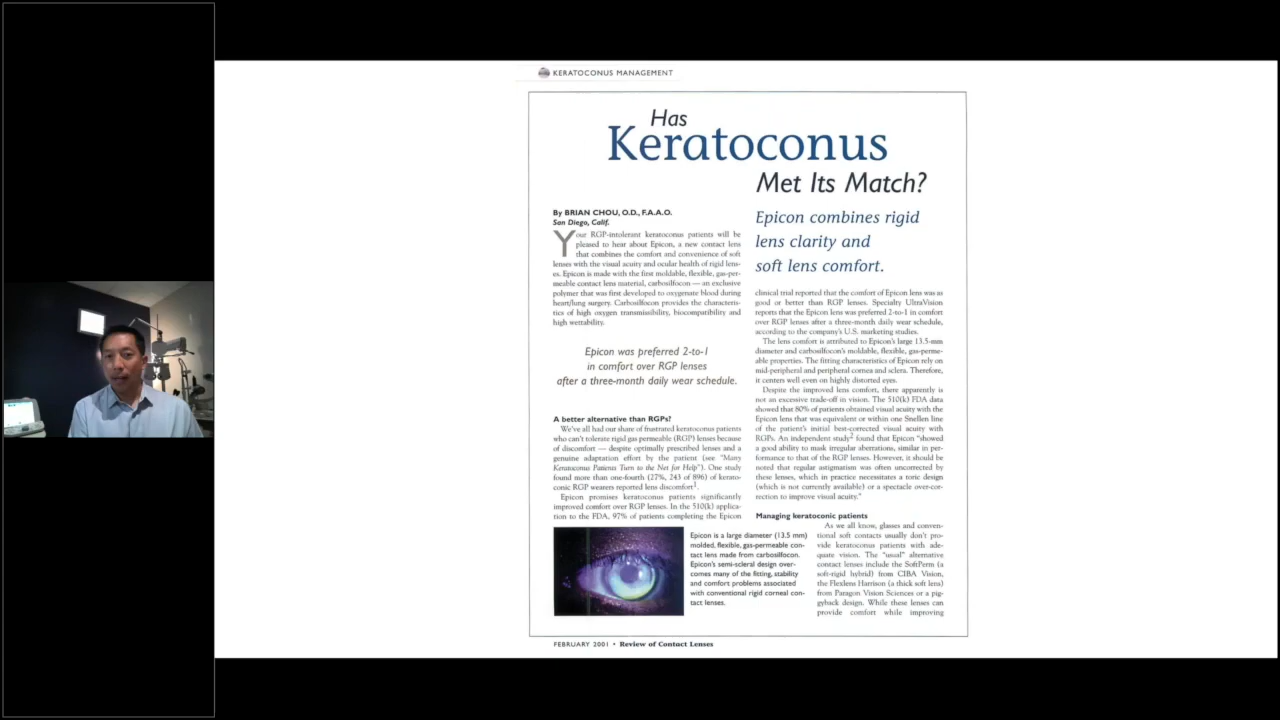 KERATOCONUS MANAGEMENT
Has
Keratoconus
Met Its Match?
By BRIAN CHOU, O.D., F.A.A.O.
San Diego, Calif.
Your RGP-intolerant keratoconus patients will be
pleased to hear about Epicon, a new contact lens
that combines the comfort and convenience of soft
lenses with the visual acuity and ocular health of rigid lens-
es. Epicon is made with the first moldable, flexible, gas-per-
meable contact lens material, carbosilfocon — an exclusive
polymer that was first developed to oxygenate blood during
heart/lung surgery. Carbosilfocon provides the characteris-
tics of high oxygen transmissibility, biocompatibility and
high wettability.
Epicon was preferred 2-to-1
in comfort over RGP lenses
after a three-month daily wear schedule.
A better alternative than RGPs?
We've all had our share of frustrated keratoconus patients
who can't tolerate rigid gas permeable (RGP) lenses because
of discomfort — despite optimally prescribed lenses and a
genuine adaptation effort by the patient (see "Many
Keratoconus Patients Turn to the Net for Help"). One study
found more than one-fourth (27%, 243 of 896) of kerato-
conic RGP wearers reported lens discomfort1.
Epicon promises keratoconus patients significantly
improved comfort over RGP lenses. In the 510(k) applica-
tion to the FDA, 97% of patients completing the Epicon
Epicon combines rigid
lens clarity and
soft lens comfort.
clinical trial reported that the comfort of Epicon lens was as
good or better than RGP lenses. Specialty UltraVision
reports that the Epicon lens was preferred 2-to-1 in comfort
over RGP lenses after a three-month daily wear schedule,
according to the company's U.S. marketing studies.
The lens comfort is attributed to Epicon's large 13.5-mm
diameter and carbosilfocon's moldable, flexible, gas-perme-
able properties. The fitting characteristics of Epicon rely on
mid-peripheral and peripheral cornea and sclera. Therefore,
it centers well even on highly distorted eyes.
Despite the improved lens comfort, there apparently is
not an excessive trade-off in vision. The 510(k) FDA data
showed that 80% of patients obtained visual acuity with the
Epicon lens that was equivalent or within one Snellen line
of the patient's initial best-corrected visual acuity with
RGPs. An independent study2 found that Epicon "showed
a good ability to mask irregular aberrations, similar in per-
formance to that of the RGP lenses. However, it should be
noted that regular astigmatism was often uncorrected by
these lenses, which in practice necessitates a toric design
(which is not currently available) or a spectacle over-cor-
rection to improve visual acuity."
Managing keratoconic patients
As we all know, glasses and conven-
tional soft contacts usually don't pro-
vide keratoconus patients with ade-
quate vision. The "usual" alternative
contact lenses include the SoftPerm (a
soft-rigid hybrid) from CIBA Vision,
the Flexlens Harrison (a thick soft lens)
from Paragon Vision Sciences or a pig-
gyback design. While these lenses can
provide comfort while improving
Epicon is a large diameter (13.5 mm)
molded, flexible, gas-permeable con-
tact lens made from carbosilfocon.
Epicon's semi-scleral design over-
comes many of the fitting, stability
and comfort problems associated
with conventional rigid corneal con-
tact lenses.
FEBRUARY 2001 • Review of Contact Lenses